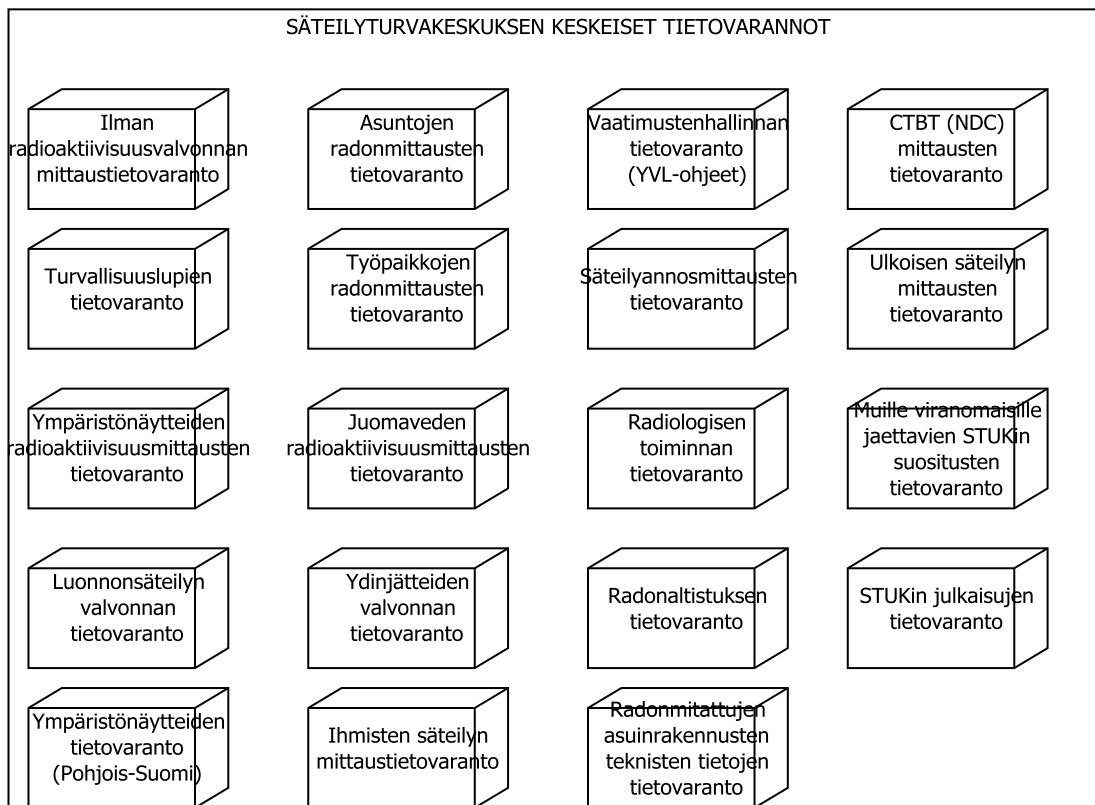 SÄTEILYTURVAKESKUKSEN KESKEISET TIETOVARANNOT
Ilman
radioaktiivisuusvalvonnan
mittaustietovaranto
Asuntojen
radonmittausten
tietovaranto
Vaatimustenhallinnan
tietovaranto
(YVL-ohjeet)
CTBT (NDC)
mittausten
tietovaranto
Turvallisuuslupien
tietovaranto
Työpaikkojen
radonmittausten
tietovaranto
Säteilyannosmittausten
tietovaranto
Ulkoisen säteilyn
mittausten
tietovaranto
Ympäristönäytteiden
radioaktiivisuusmittausten
tietovaranto
Juomaveden
radioaktiivisuusmittausten
tietovaranto
Radiologisen
toiminnan
tietovaranto
Muille viranomaisille
jaettavien STUKin
suositusten
tietovaranto
Luonnonsäteilyn
valvonnan
tietovaranto
Ydinjätteiden
valvonnan
tietovaranto
Radonaltistuksen
tietovaranto
STUKin julkaisujen
tietovaranto
Ympäristönäytteiden
tietovaranto
(Pohjois-Suomi)
Ihmisten säteilyn
mittaustietovaranto
Radonmitattujen
asuinrakennusten
teknisten tietojen
tietovaranto